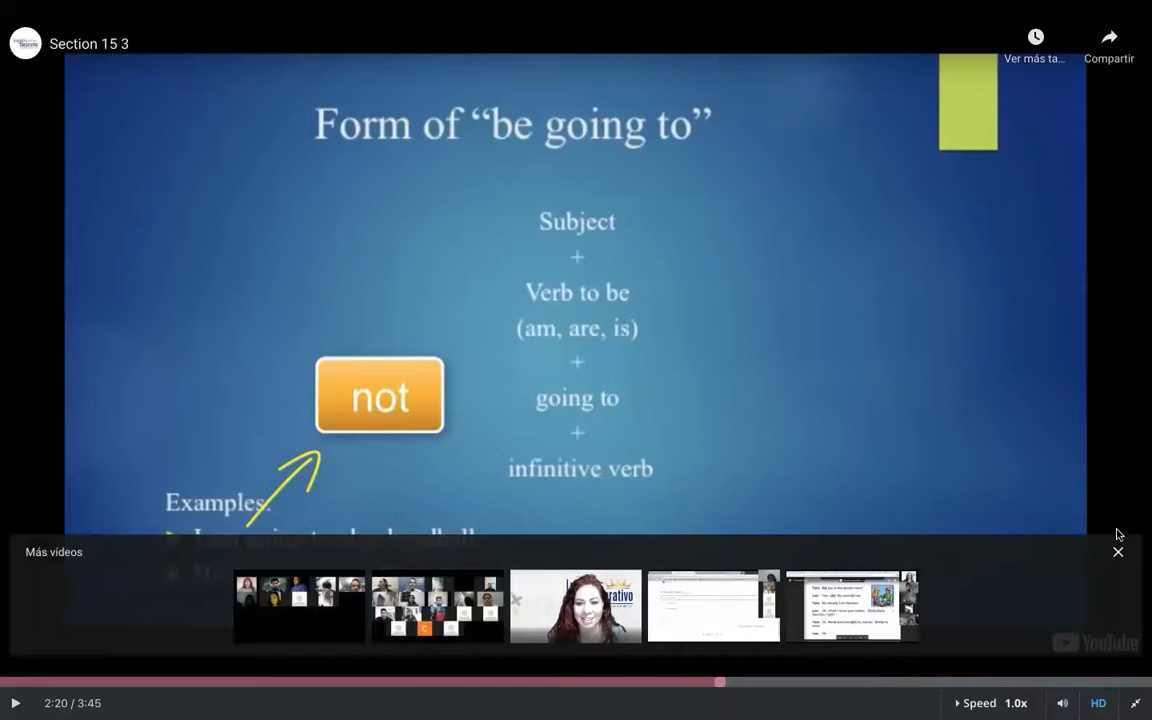 Section 15 3
Ver más ta...
Compartir
Form of “be going to”
Subject
+
Verb to be
(am, are, is)
+
not
going to
+
infinitive verb
Examples:
Más vídeos
YouTube
2:20 / 3:45
Speed 1.0x
HD